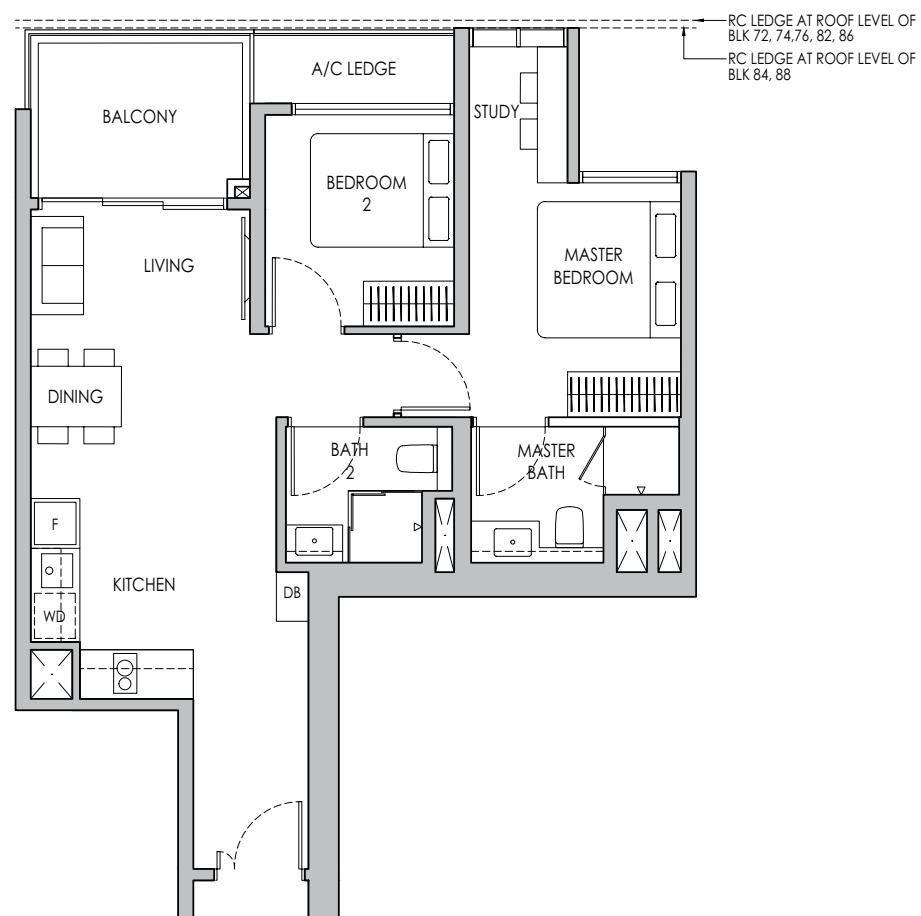 RC LEDGE AT ROOF LEVEL OF
BLK 72, 74,76, 82, 86
RC LEDGE AT ROOF LEVEL OF
BLK 84, 88
A/C LEDGE
BALCONY
STUDY
BEDROOM
2
LIVING
MASTER
BEDROOM
DINING
BATH
2
MASTER
BATH
F
KITCHEN
DB
WD